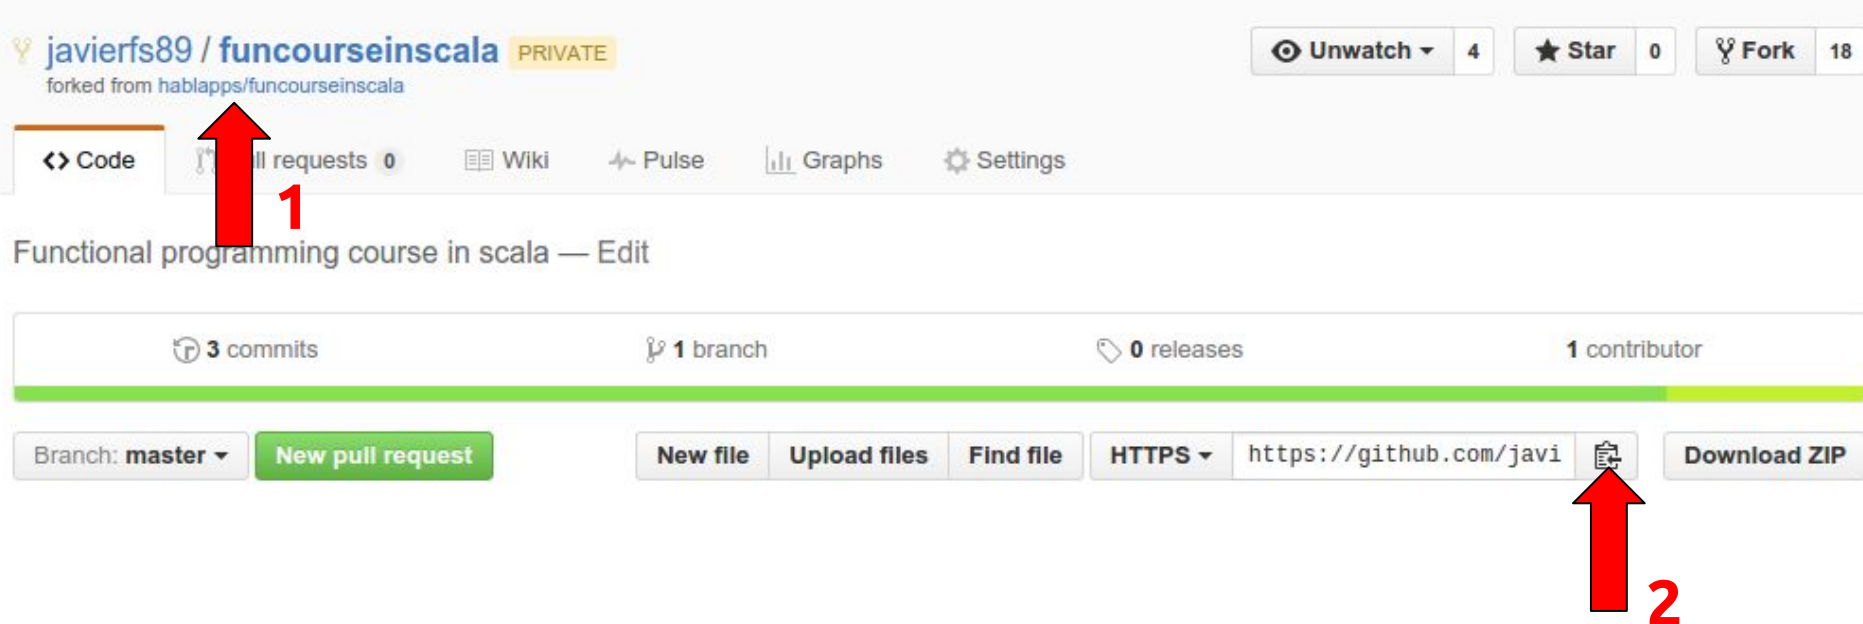 javierfs89 / funcourseinscala PRIVATE Unwatch 4 Star 0 Fork 18
forked from hablapps/funcourseinscala
Code requests 0 Wiki Pulse Graphs Settings
1
Functional programming course in scala — Edit
3 commits 1 branch 0 releases 1 contributor
Branch: master New pull request New file Upload files Find file HTTPS https://github.com/javi Download ZIP
2